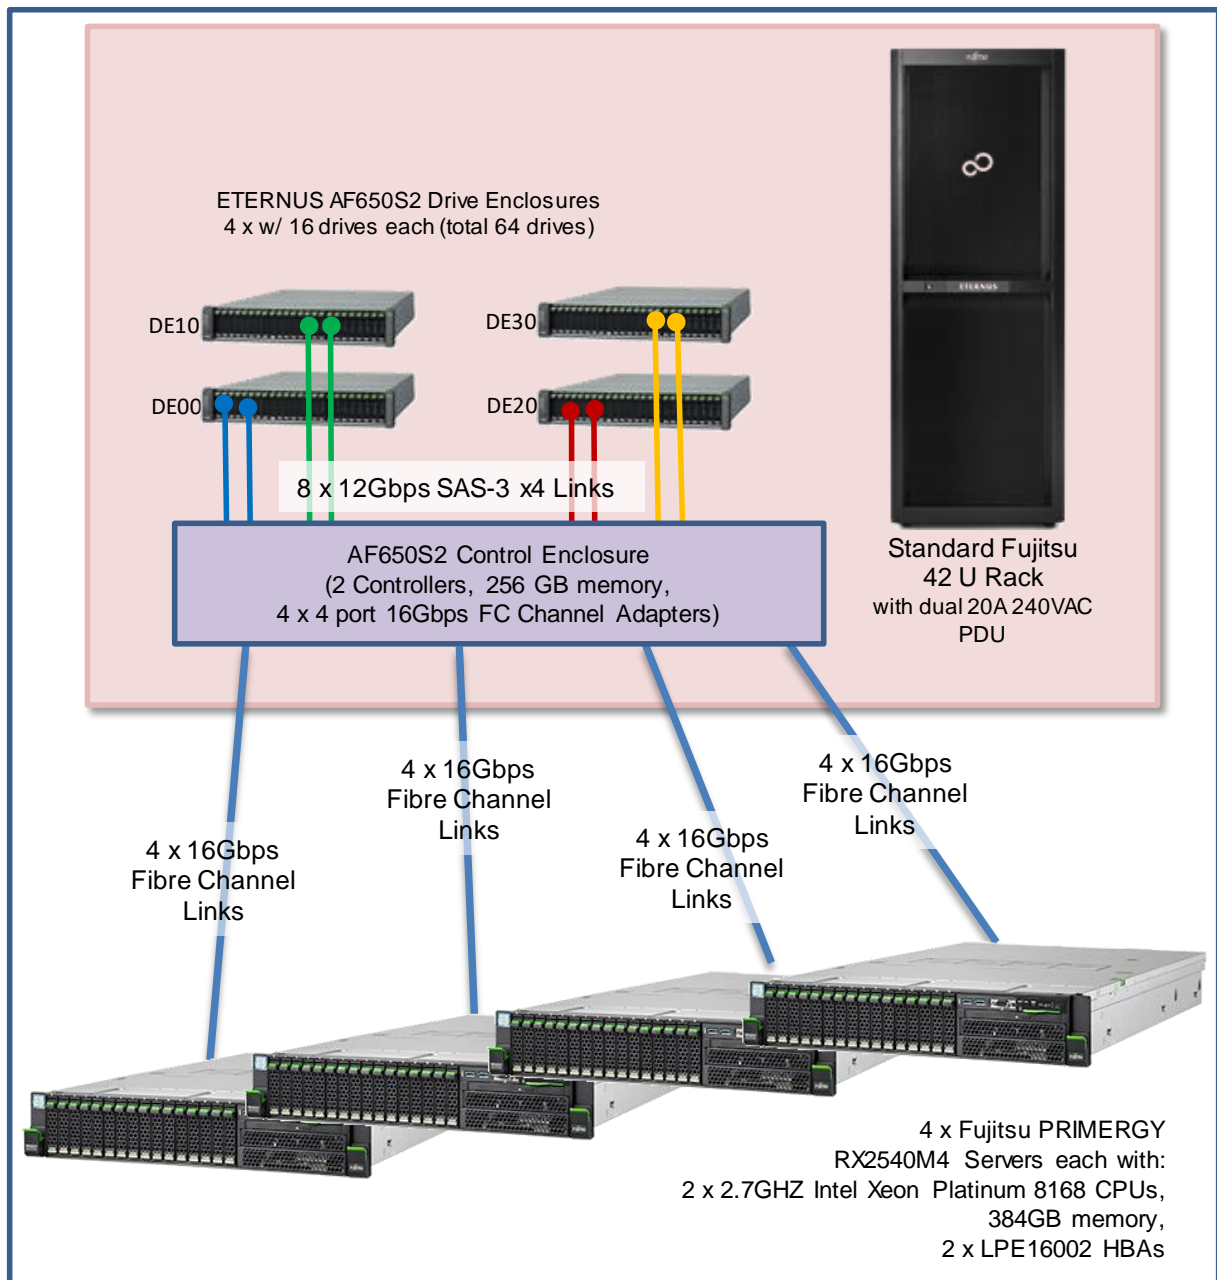 FUJITSU
ETERNUS AF650S2 Drive Enclosures
4 x w/ 16 drives each (total 64 drives)
ETERNUS
DE10
DE30
DE00
DE20
8 x 12Gbps SAS-3 x4 Links
AF650S2 Control Enclosure
(2 Controllers, 256 GB memory,
4 x 4 port 16Gbps FC Channel Adapters)
Standard Fujitsu
42 U Rack
with dual 20A 240VAC
PDU
4 x 16Gbps
Fibre Channel
Links
4 x 16Gbps
Fibre Channel
Links
4 x 16Gbps
Fibre Channel
Links
4 x 16Gbps
Fibre Channel
Links
4 x Fujitsu PRIMERGY
RX2540M4 Servers each with:
2 x 2.7GHZ Intel Xeon Platinum 8168 CPUs,
384GB memory,
2 x LPE16002 HBAs